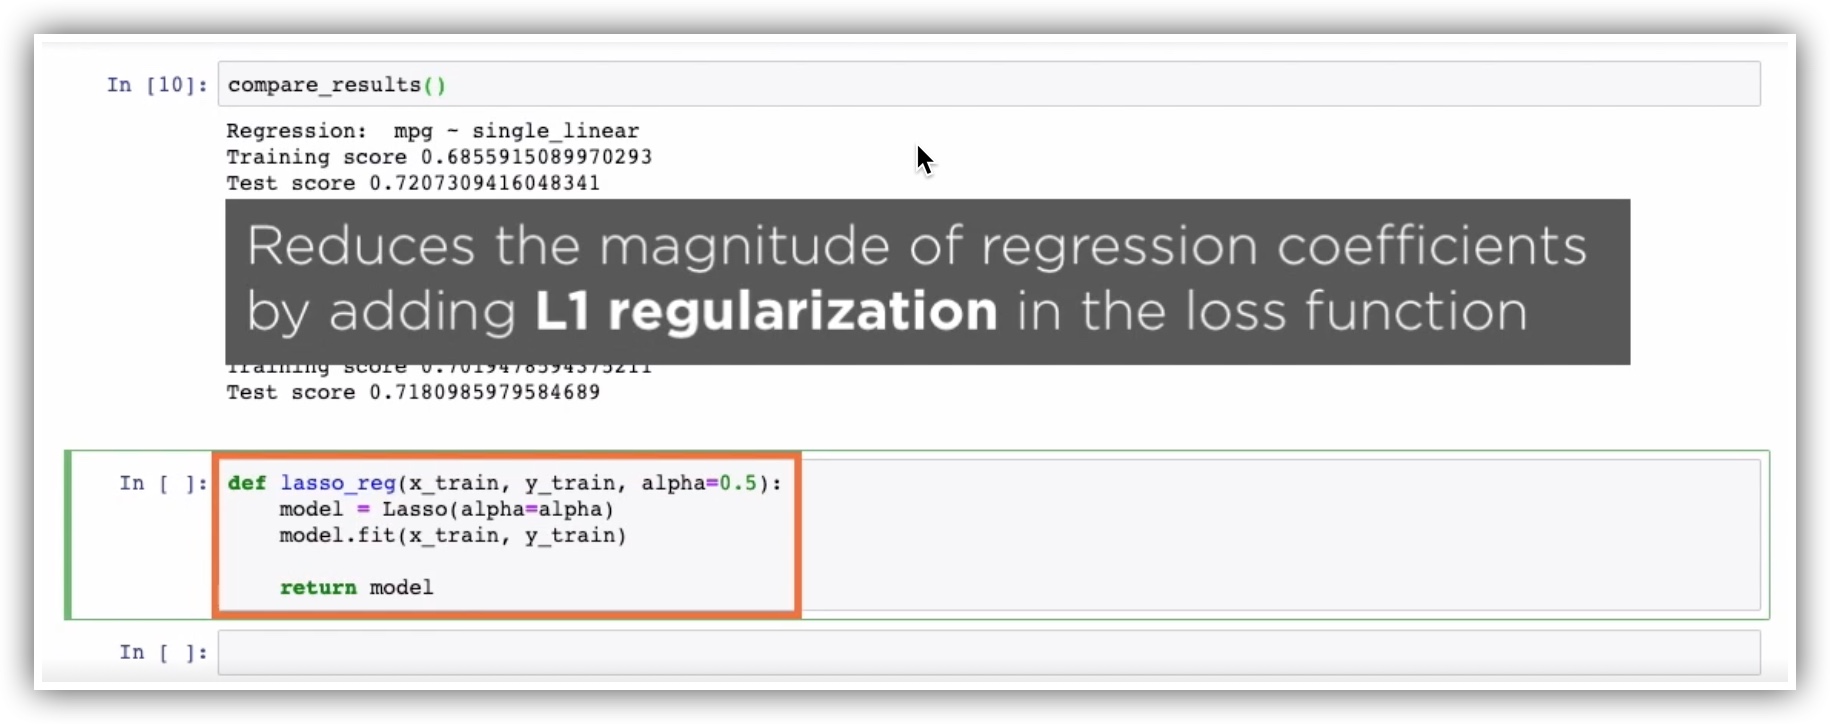 In [10]: compare_results()
Regression:  mpg ~ single_linear
Training score 0.6855915089970293
Test score 0.7207309416048341
Reduces the magnitude of regression coefficients
by adding L1 regularization in the loss function
Training score 0.7019478594375211
Test score 0.7180985979584689
In [ ]: def lasso_reg(x_train, y_train, alpha=0.5):
    model = Lasso(alpha=alpha)
    model.fit(x_train, y_train)
    return model
In [ ]: